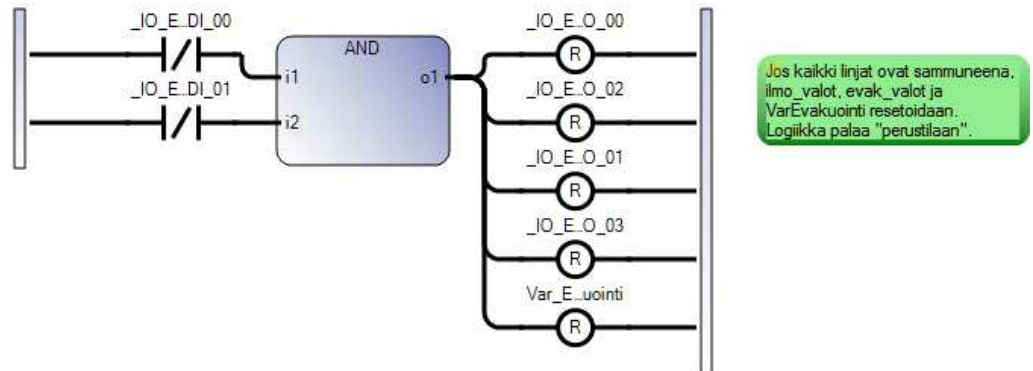 _IO_E...DI_00
_IO_E...DI_01
AND
i1
i2
o1
_IO_E...O_00
R
_IO_E...O_02
R
_IO_E...O_01
R
_IO_E...O_03
R
Var_E...uointi
R
Jos kaikki linjat ovat sammuneena,
ilmo_valot, evak_valot ja
VarEvakuointi resetoidaan.
Logiikka palaa "perustilaan".